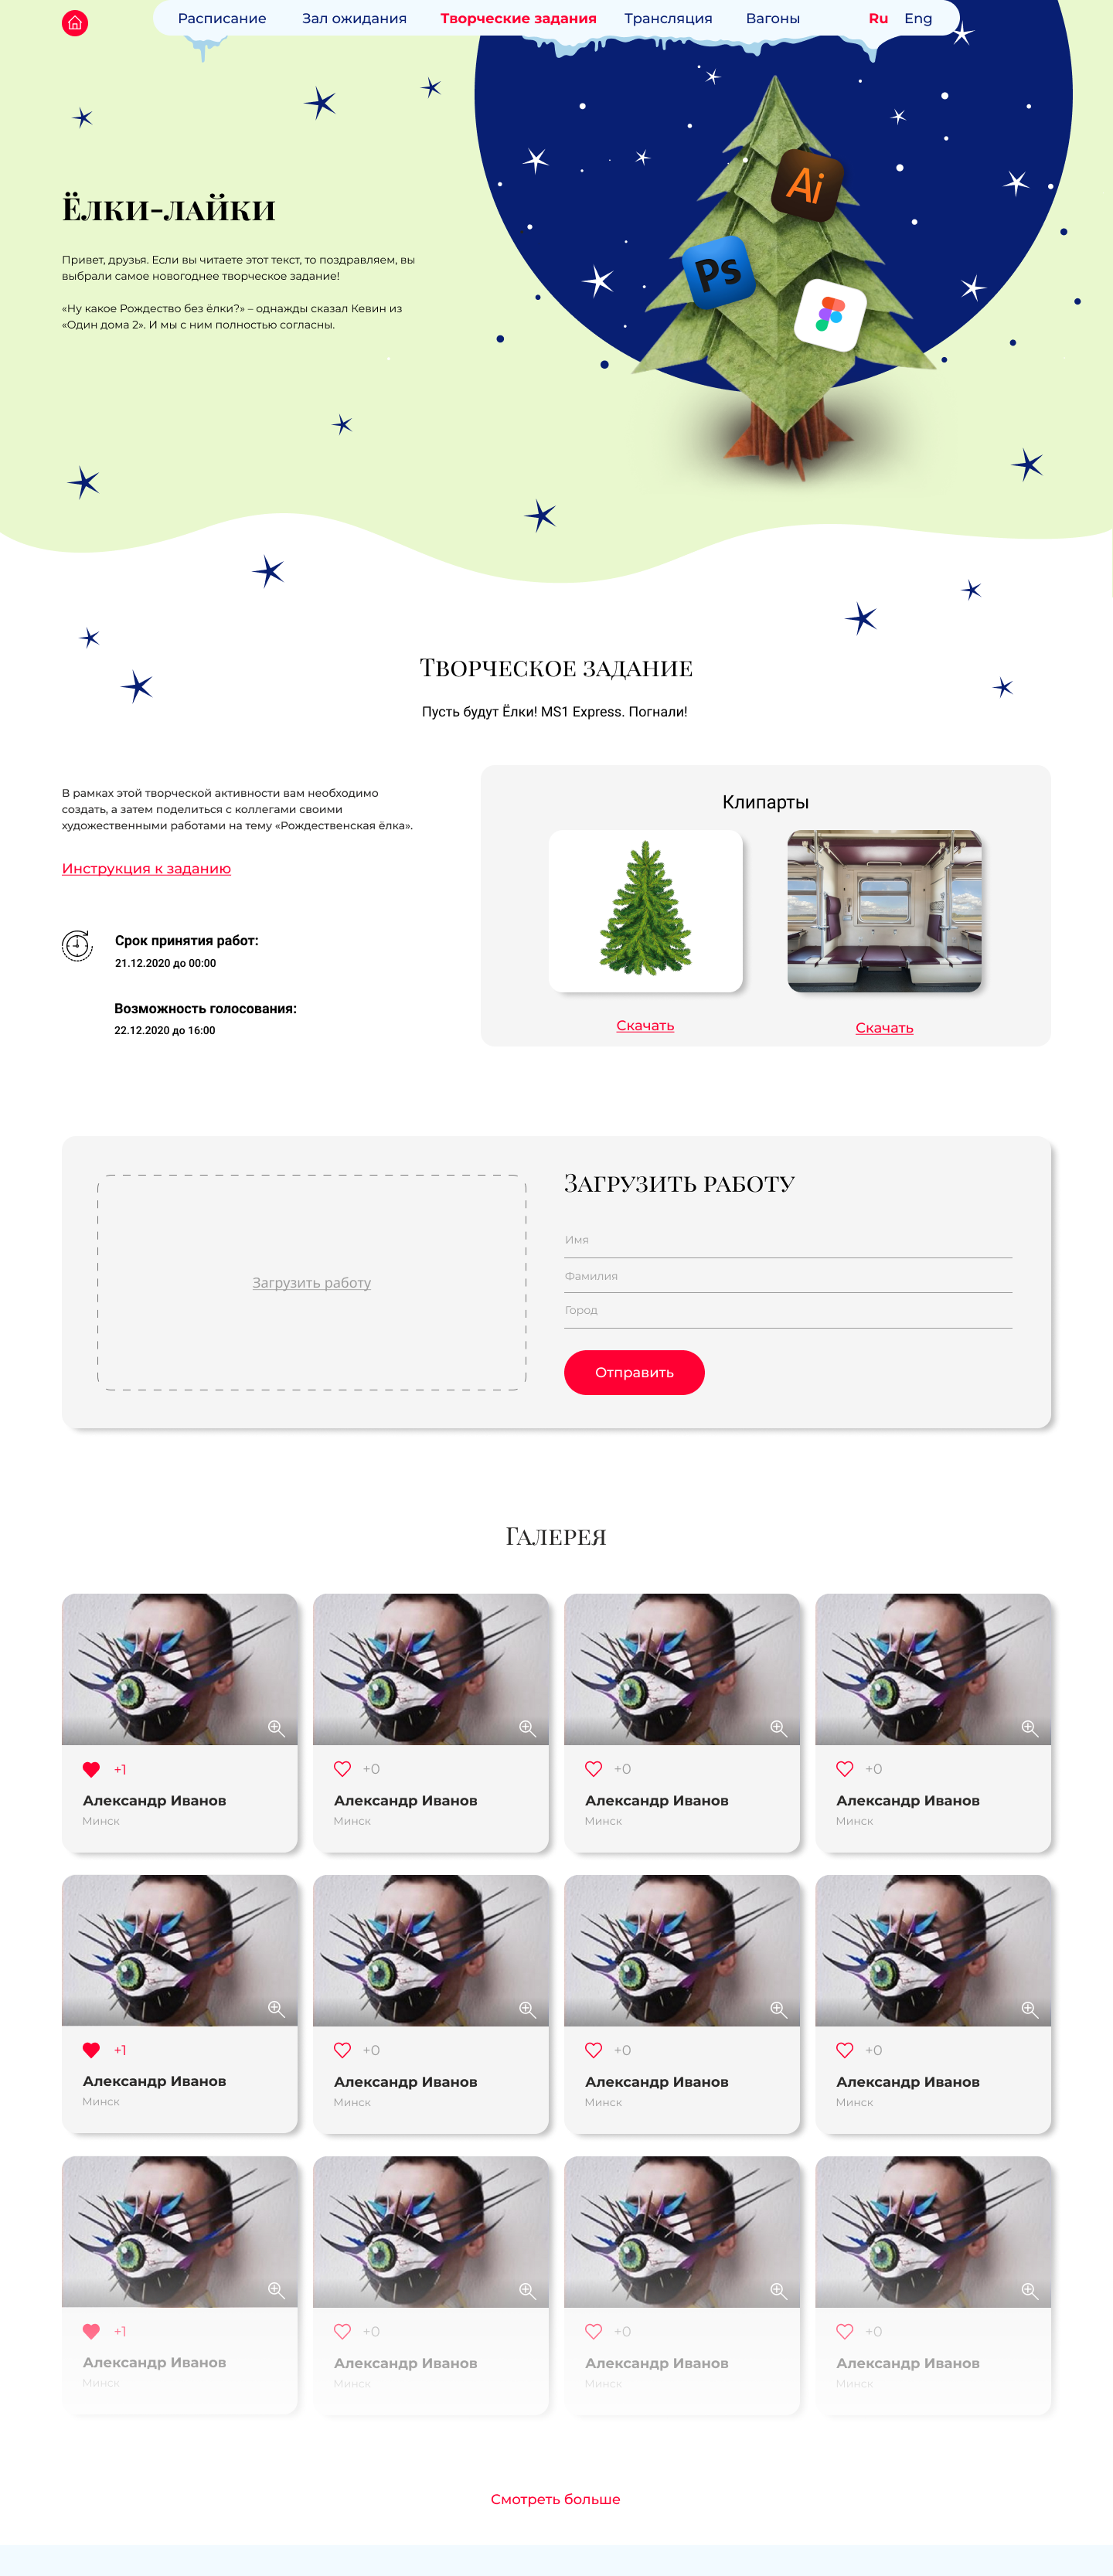 Расписание Зал ожидания Творческие задания Трансляция Вагоны Ru Eng
Ai
Ps
Ёлки-лайки
Привет, друзья. Если вы читаете этот текст, то поздравляем, вы
выбрали самое новогоднее творческое задание!
«Ну какое Рождество без ёлки?» – однажды сказал Кевин из
«Один дома 2». И мы с ним полностью согласны.
Творческое задание
Пусть будут Ёлки! MS1 Express. Погнали!
В рамках этой творческой активности вам необходимо
создать, а затем поделиться с коллегами своими
художественными работами на тему «Рождественская ёлка».
Инструкция к заданию
Срок принятия работ:
21.12.2020 до 00:00
Возможность голосования:
22.12.2020 до 16:00
Клипарты
Скачать Скачать
Загрузить работу
Загрузить работу
Имя
Фамилия
Город
Отправить
Галерея
+1 +0 +0 +0
Александр Иванов Александр Иванов Александр Иванов Александр Иванов
Минск Минск Минск Минск
+1 +0 +0 +0
Александр Иванов Александр Иванов Александр Иванов Александр Иванов
Минск Минск Минск Минск
+1 +0 +0 +0
Александр Иванов Александр Иванов Александр Иванов Александр Иванов
Минск Минск Минск Минск
Смотреть больше